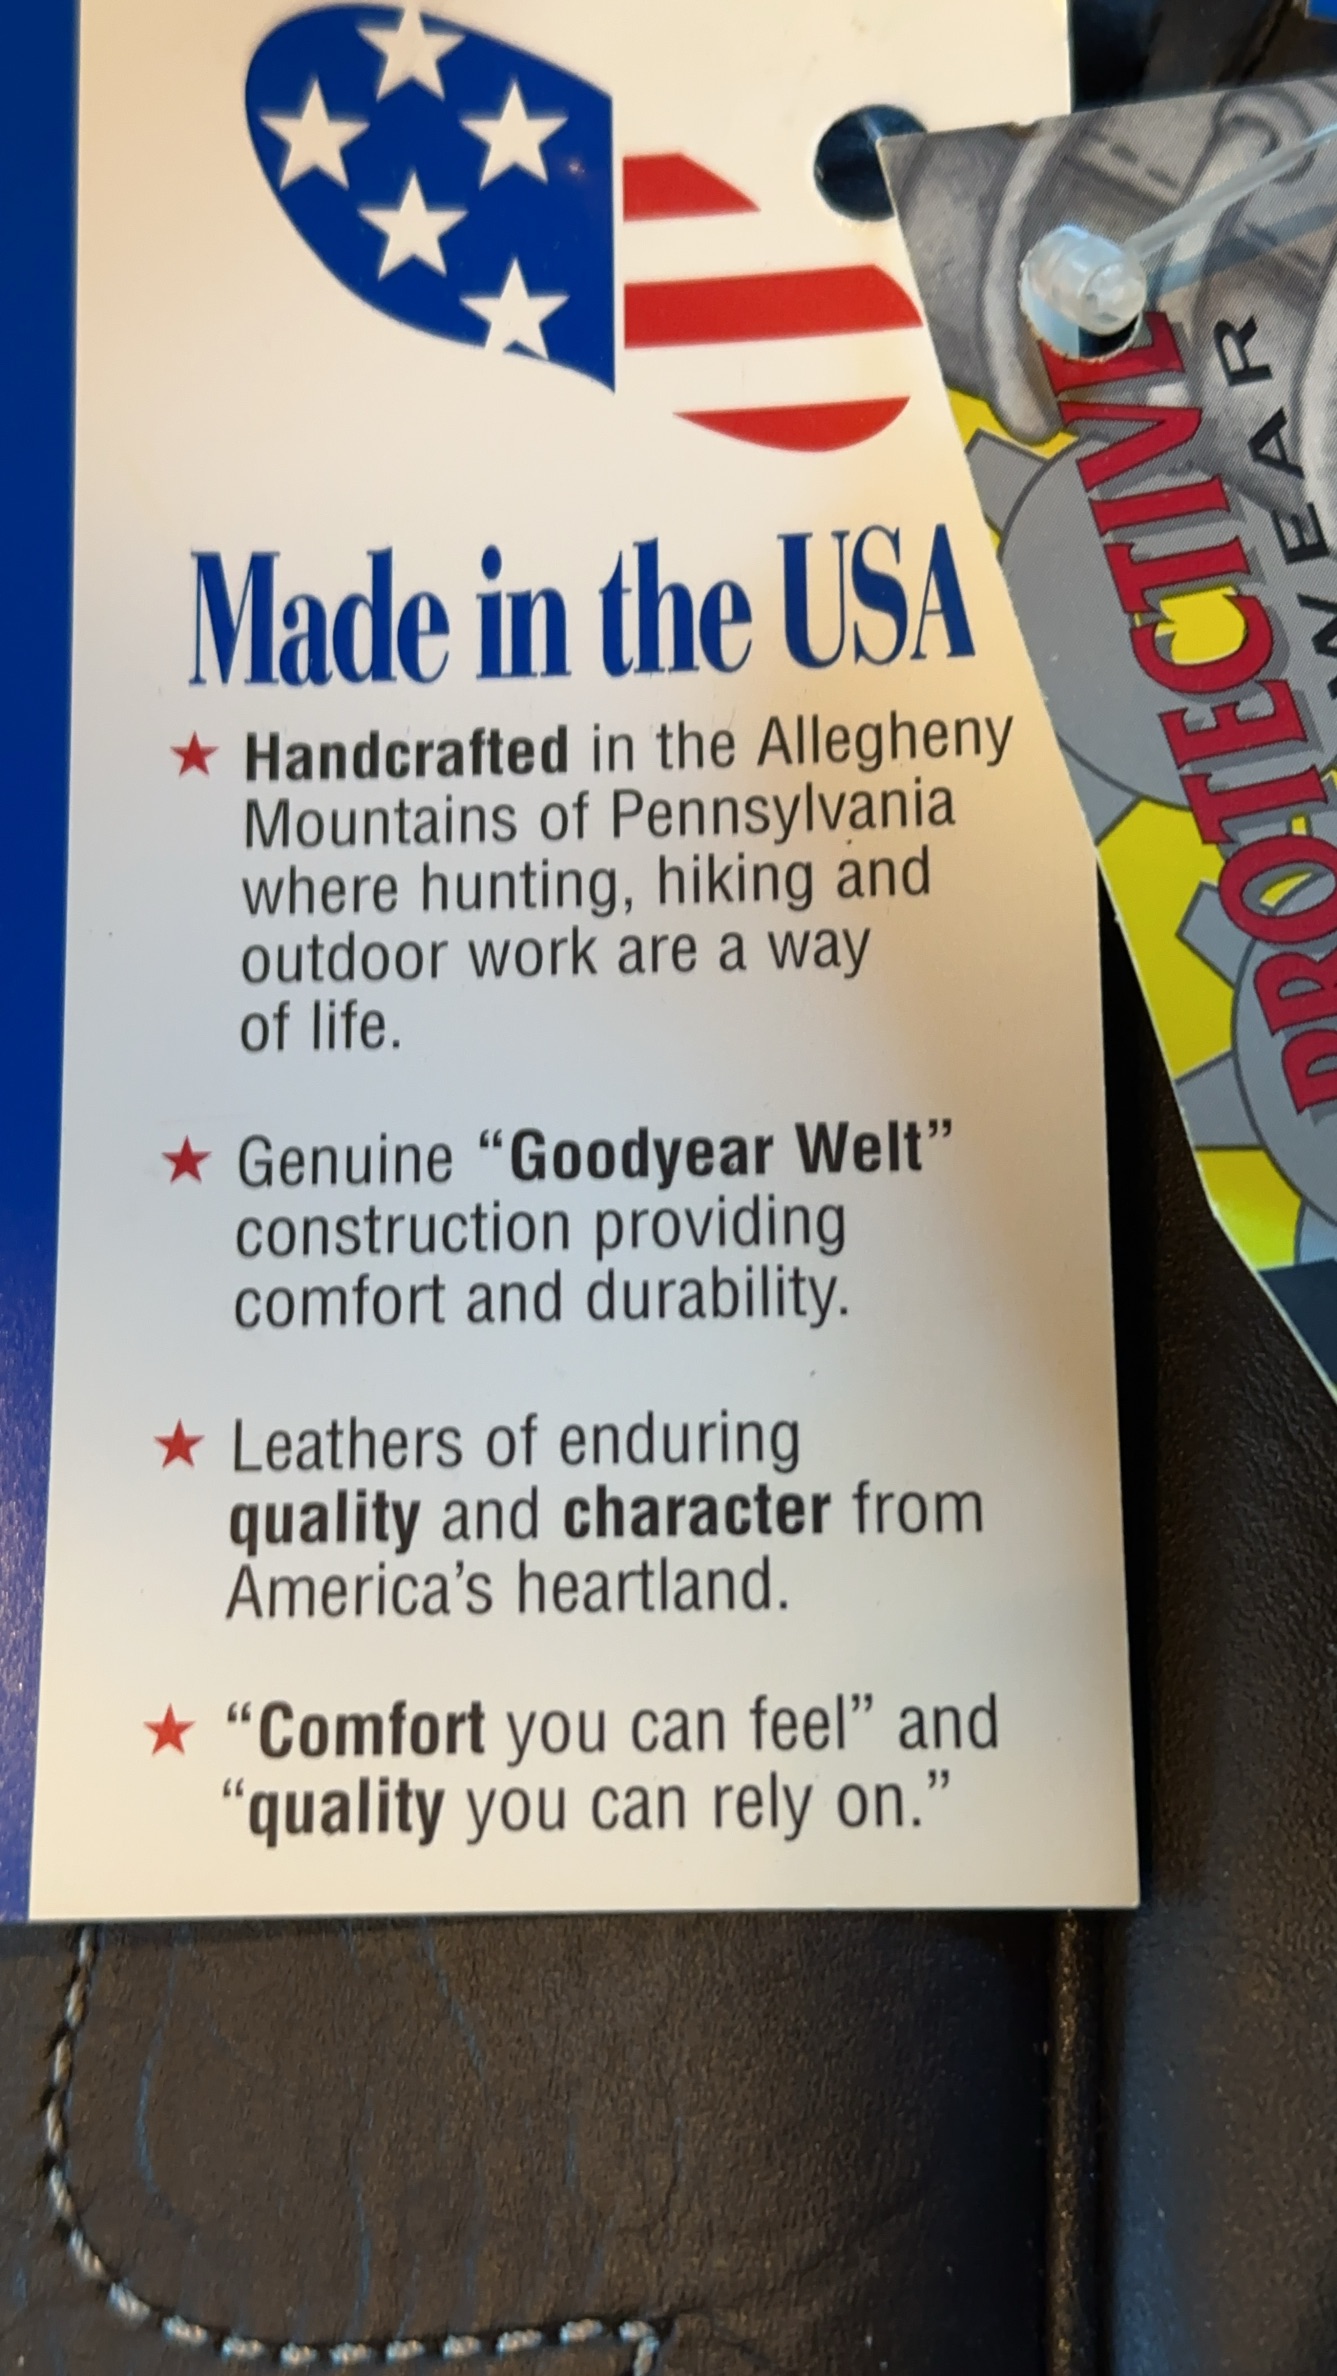 Made in the USA
★ Handcrafted in the Allegheny
Mountains of Pennsylvania
where hunting, hiking and
outdoor work are a way
of life.
★ Genuine “Goodyear Welt”
construction providing
comfort and durability.
★ Leathers of enduring
quality and character from
America’s heartland.
★ “Comfort you can feel” and
“quality you can rely on.”
PROTECTIVE